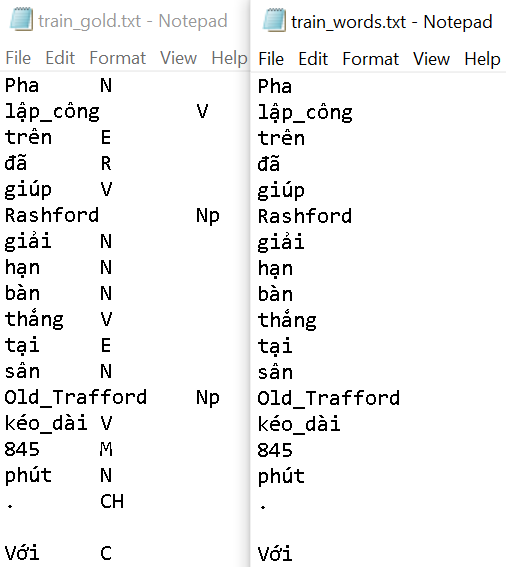 train_gold.txt - Notepad
File Edit Format View Help
Pha N
lập_công V
trên E
đã R
giúp V
Rashford Np
giải N
hạn N
bàn N
thắng V
tại E
sân N
Old_Trafford Np
kéo_dài V
845 M
phút N
. CH
Với C
train_words.txt - Notepad
File Edit Format View Help
Pha
lập_công
trên
đã
giúp
Rashford
giải
hạn
bàn
thắng
tại
sân
Old_Trafford
kéo_dài
845
phút
.
Với